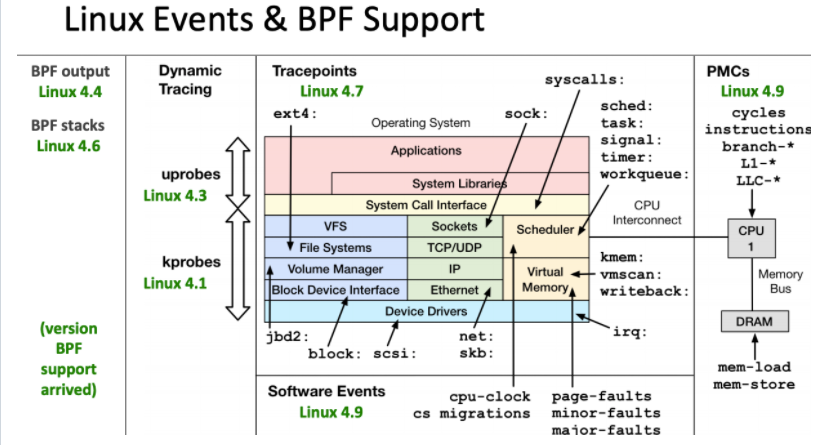 Linux Events & BPF Support
BPF output
Linux 4.4
BPF stacks
Linux 4.6
(version
BPF
support
arrived)
Dynamic
Tracing
uprobes
Linux 4.3
kprobes
Linux 4.1
Tracepoints
Linux 4.7
ext4:
Operating System
sock:
syscalls:
sched:
task:
signal:
timer:
workqueue:
Applications
System Libraries
System Call Interface
VFS
Sockets
Scheduler
File Systems
TCP/UDP
Volume Manager
IP
Virtual
Memory
Block Device Interface
Ethernet
Device Drivers
kmem:
vmscan:
writeback:
jbd2:
block:
scsi:
net:
skb:
irq:
CPU
Interconnect
Software Events
Linux 4.9
cpu-clock
cs migrations
page-faults
minor-faults
major-faults
PMCs
Linux 4.9
cycles
instructions
branch-*
L1-*
LLC-*
CPU
1
Memory
Bus
DRAM
mem-load
mem-store